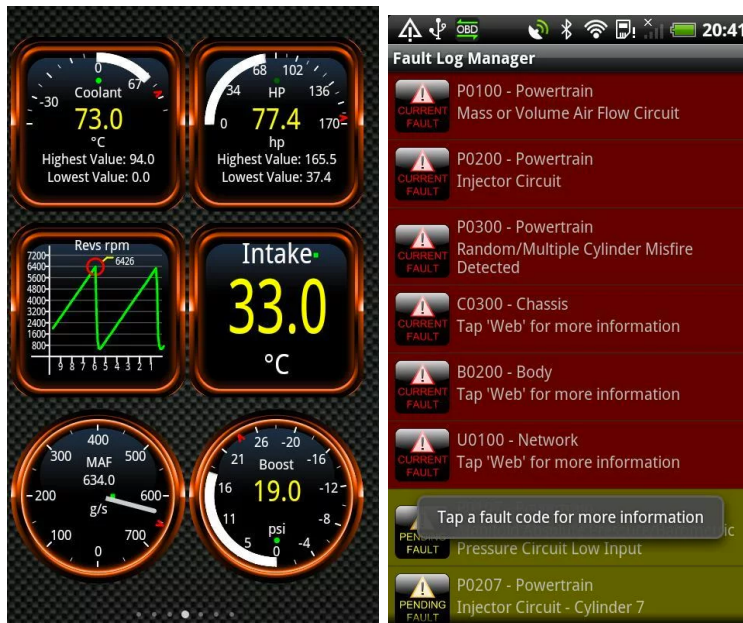 0
67
-30
Coolant
73.0
°C
Highest Value: 94.0
Lowest Value: 0.0
68 102
34 136
HP
0 77.4 170
hp
Highest Value: 165.5
Lowest Value: 37.4
Revs rpm
6426
7200
6400
5600
4800
4000
3200
2400
1600
800
9 8 7 6 5 4 3 2 1
Intake
33.0
°C
400
300 500
MAF
634.0
200 600
g/s
100 700
0
26 -20
21 -16
Boost
16 19.0 -12
11 -8
psi
5 0 -4
OBD
20:41
Fault Log Manager
CURRENT FAULT
P0100 - Powertrain
Mass or Volume Air Flow Circuit
CURRENT FAULT
P0200 - Powertrain
Injector Circuit
CURRENT FAULT
P0300 - Powertrain
Random/Multiple Cylinder Misfire
Detected
CURRENT FAULT
C0300 - Chassis
Tap 'Web' for more information
CURRENT FAULT
B0200 - Body
Tap 'Web' for more information
CURRENT FAULT
U0100 - Network
Tap 'Web' for more information
Tap a fault code for more information
PENDING FAULT
Pressure Circuit Low Input
PENDING FAULT
P0207 - Powertrain
Injector Circuit - Cylinder 7